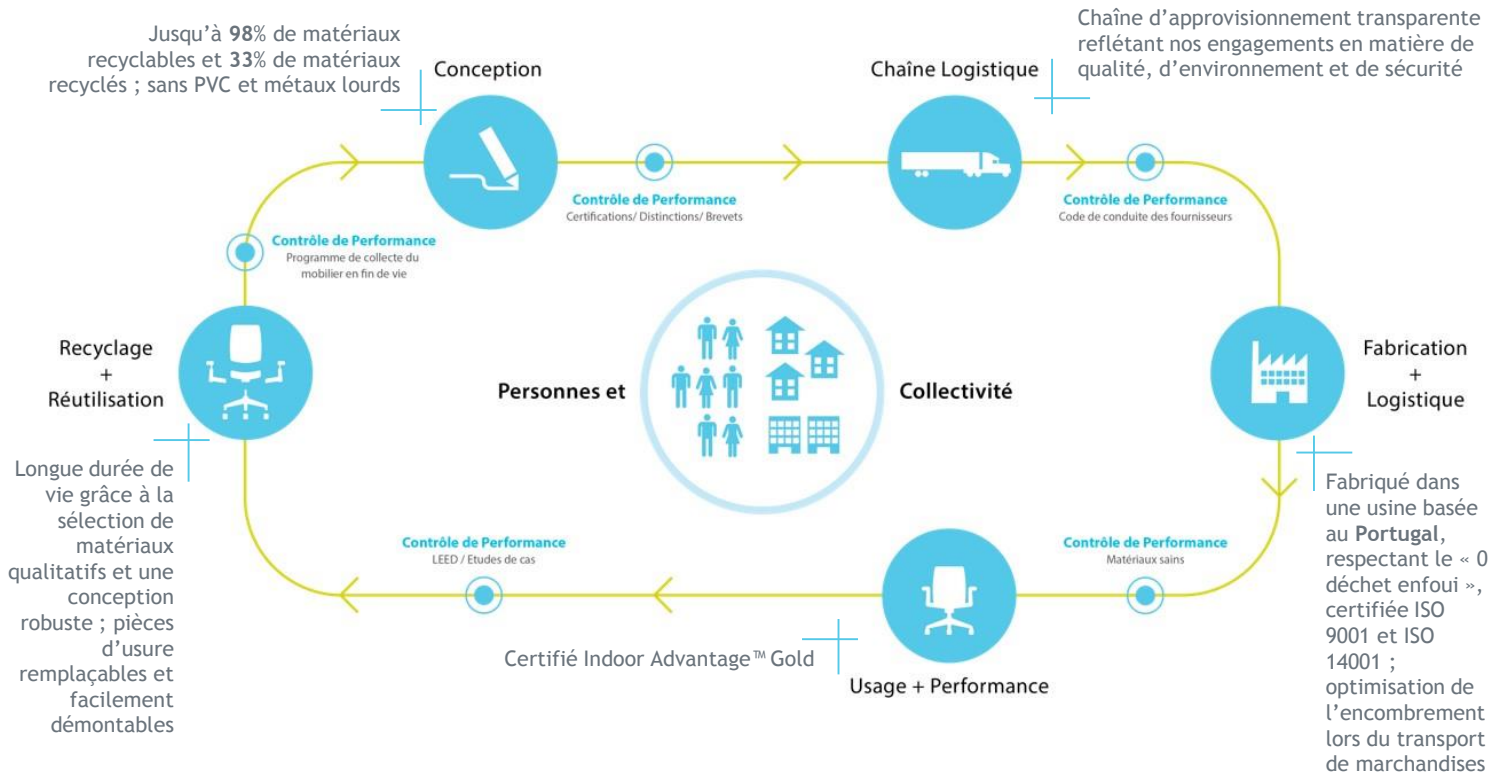 Jusqu’à 98% de matériaux
recyclables et 33% de matériaux
recyclés ; sans PVC et métaux lourds
Conception
Chaîne Logistique
Chaîne d’approvisionnement transparente
reflétant nos engagements en matière de
qualité, d’environnement et de sécurité
Contrôle de Performance
Certifications/ Distinctions/ Brevets
Contrôle de Performance
Code de conduite des fournisseurs
Contrôle de Performance
Programme de collecte du
mobilier en fin de vie
Recyclage
+
Réutilisation
Personnes et
Collectivité
Fabrication
+
Logistique
Longue durée de
vie grâce à la
sélection de
matériaux
qualitatifs et une
conception
robuste ; pièces
d’usure
remplaçables et
facilement
démontables
Fabriqué dans
une usine basée
au Portugal,
respectant le « 0
déchet enfoui »,
certifiée ISO
9001 et ISO
14001 ;
optimisation de
l’encombrement
lors du transport
de marchandises
Contrôle de Performance
LEED / Etudes de cas
Contrôle de Performance
Matériaux sains
Certifié Indoor Advantage™ Gold
Usage + Performance